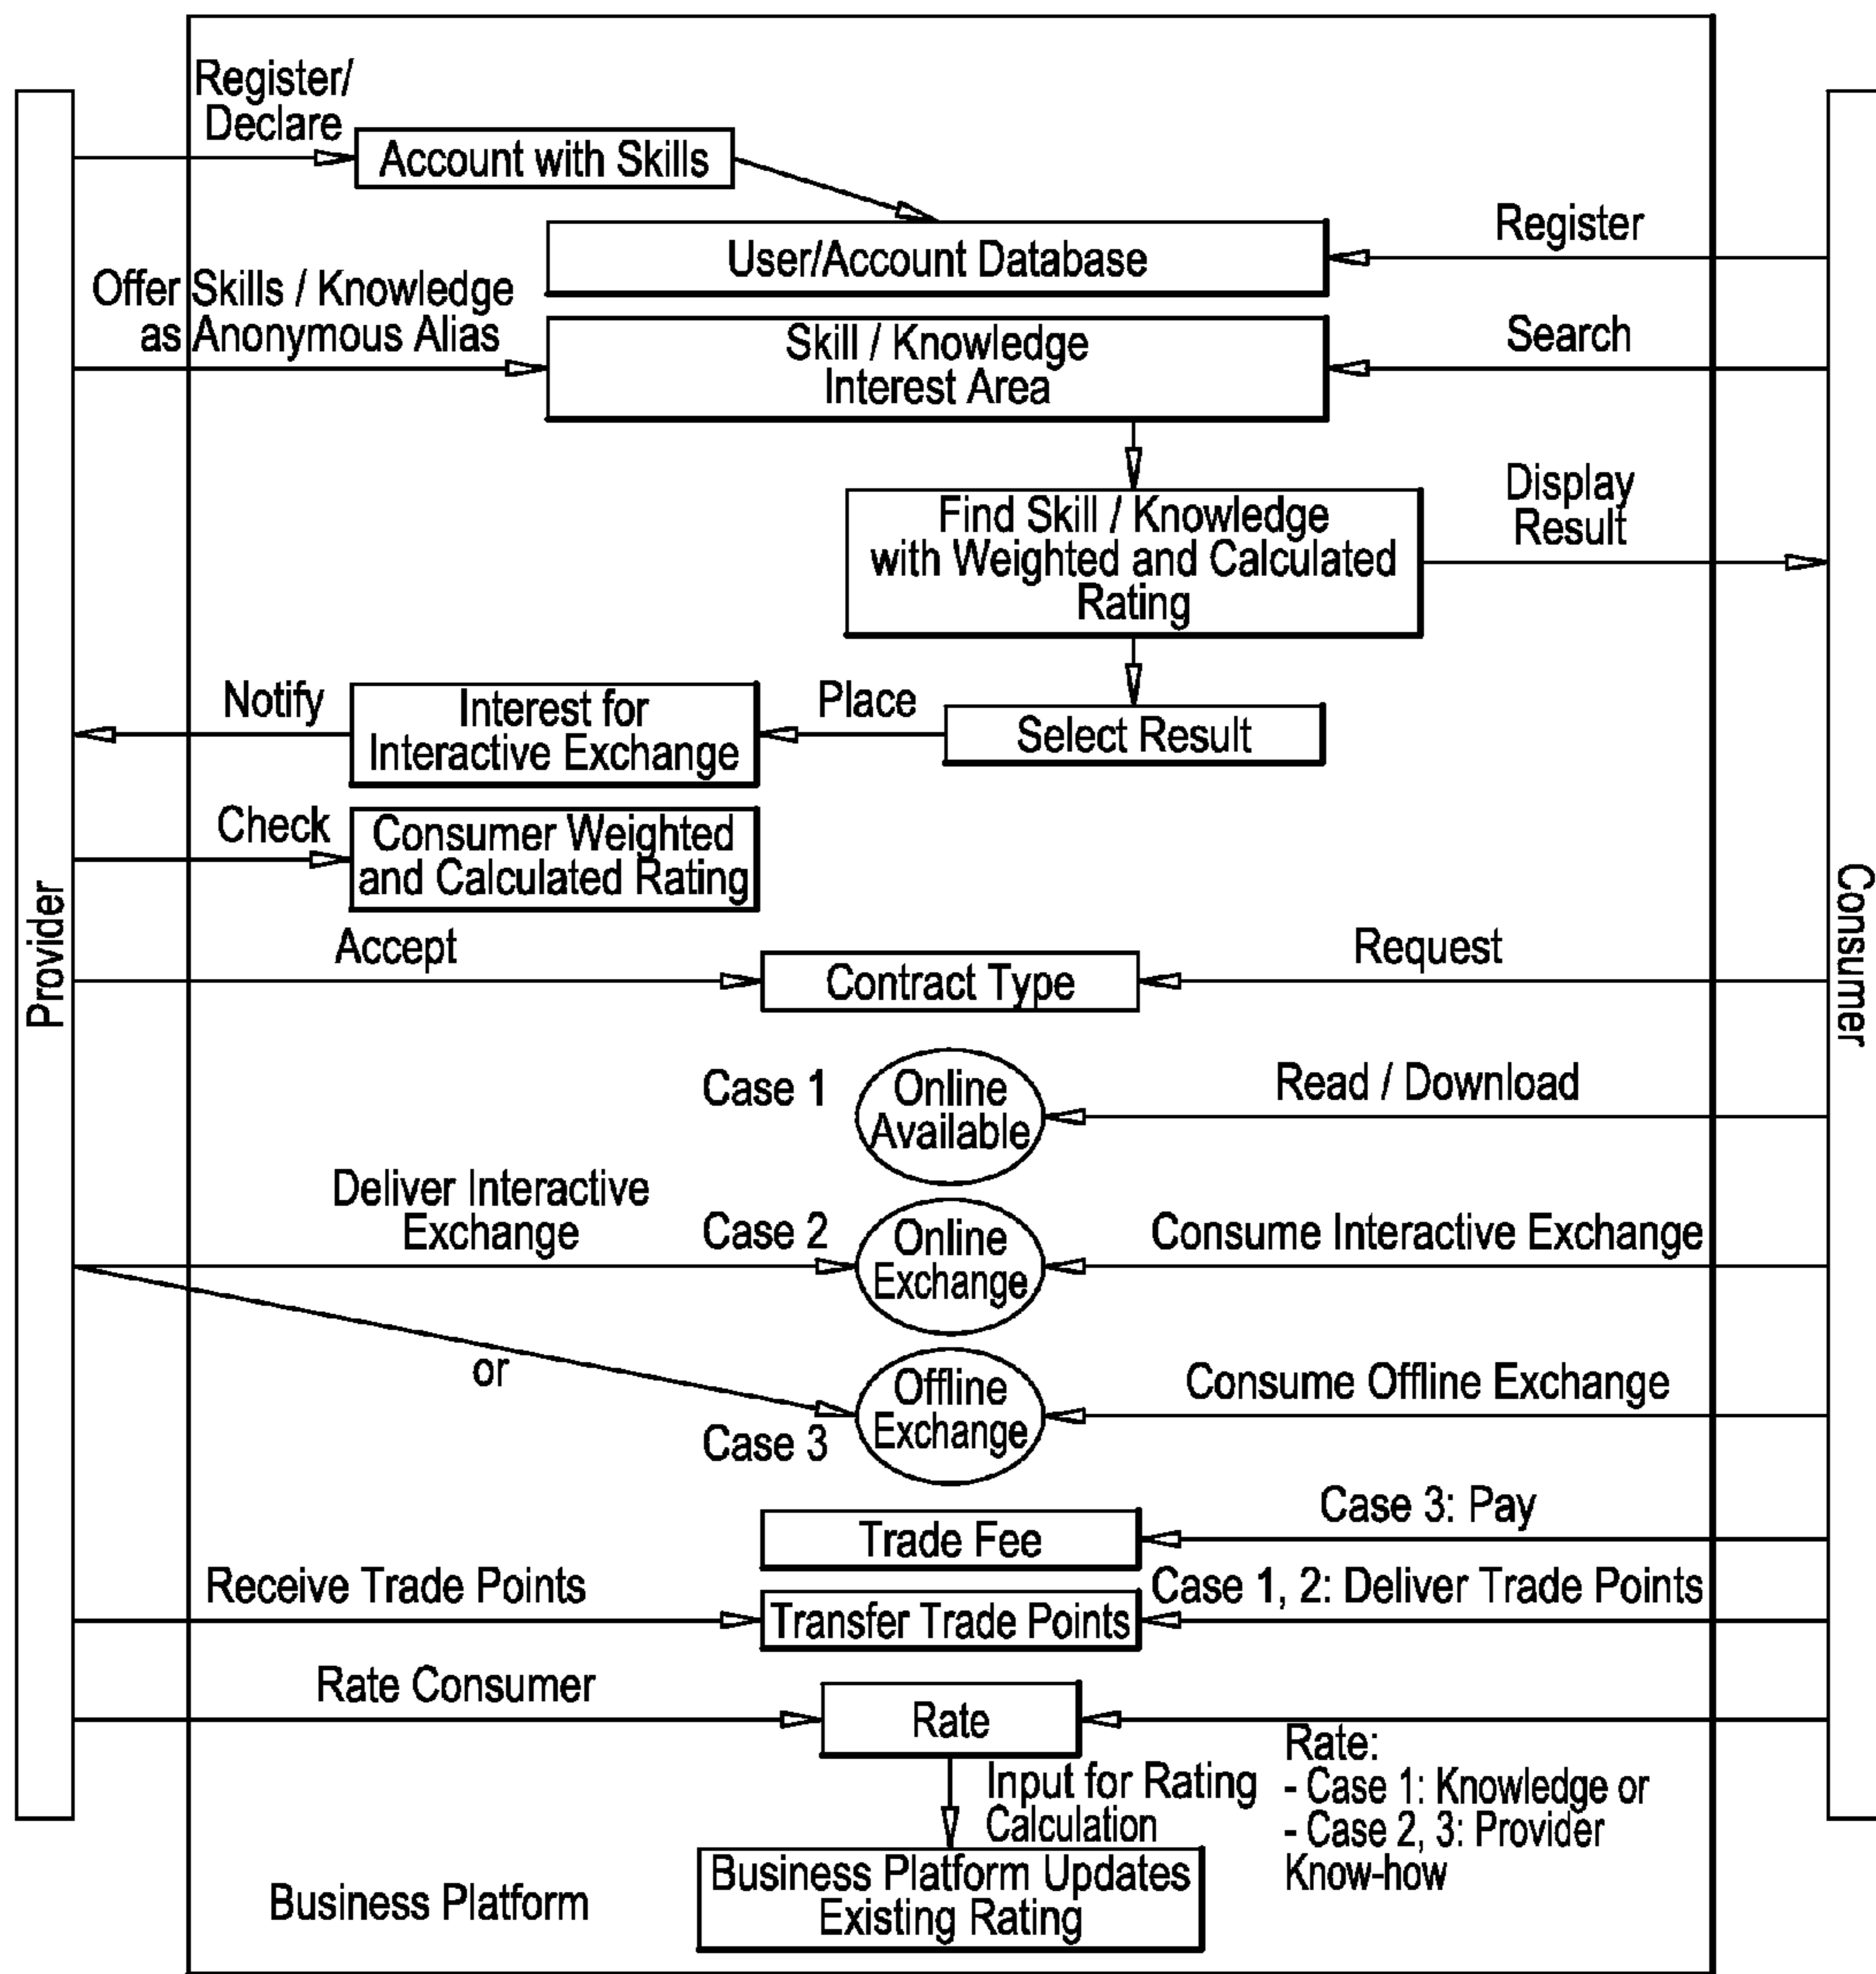 Register/
Declare
Account with Skills
User/Account Database
Register
Offer Skills / Knowledge
as Anonymous Alias
Skill / Knowledge
Interest Area
Search
Find Skill / Knowledge
with Weighted and Calculated
Rating
Display
Result
Notify
Interest for
Interactive Exchange
Place
Select Result
Check
Consumer Weighted
and Calculated Rating
Provider
Consumer
Accept
Contract Type
Request
Case 1
Online
Available
Read / Download
Deliver Interactive
Exchange
Case 2
Online
Exchange
Consume Interactive Exchange
or
Case 3
Offline
Exchange
Consume Offline Exchange
Trade Fee
Case 3: Pay
Receive Trade Points
Transfer Trade Points
Case 1, 2: Deliver Trade Points
Rate Consumer
Rate
Rate:
- Case 1: Knowledge or
- Case 2, 3: Provider
Know-how
Input for Rating
Calculation
Business Platform Updates
Existing Rating
Business Platform